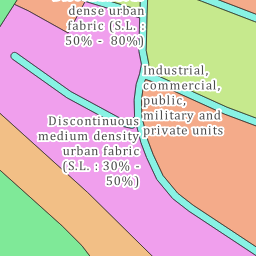 dense urban
fabric (S.L. :
50% -  80%)
Industrial,
commercial,
public,
military and
private units
Discontinuous
medium density
urban fabric
(S.L. : 30% -
50%)